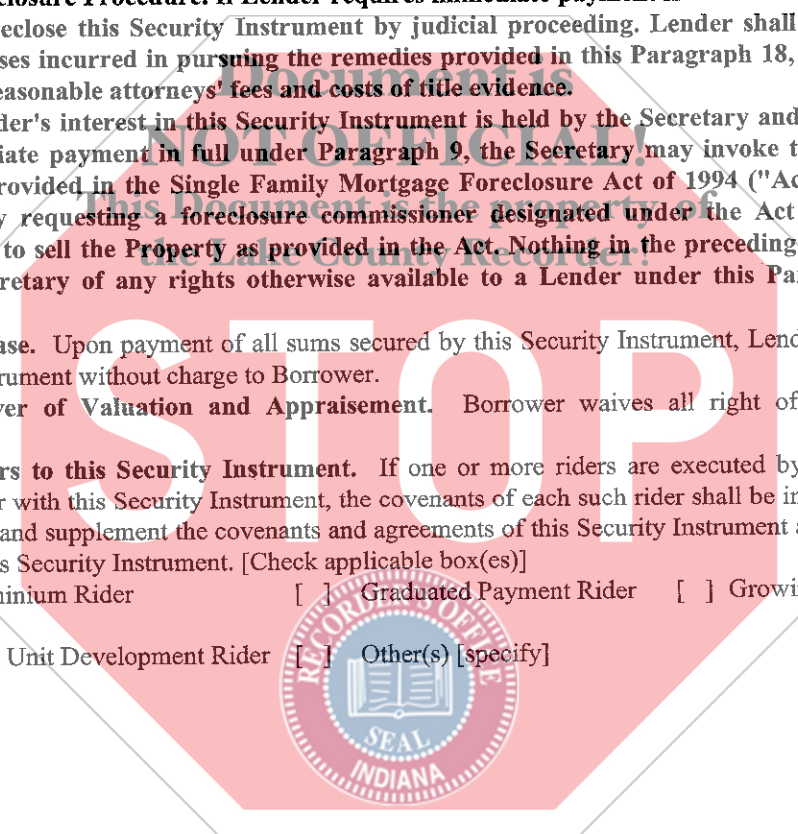 closure Procedure. If Lender requires immediate payment in
reclose this Security Instrument by judicial proceeding. Lender shall
ses incurred in pursuing the remedies provided in this Paragraph 18,
easonable attorneys' fees and costs of title evidence.
der's interest in this Security Instrument is held by the Secretary and
iate payment in full under Paragraph 9, the Secretary may invoke t
rovided in the Single Family Mortgage Foreclosure Act of 1994 ("Ac
y requesting a foreclosure commissioner designated under the Act
to sell the Property as provided in the Act. Nothing in the preceding
retary of any rights otherwise available to a Lender under this Pa
ase. Upon payment of all sums secured by this Security Instrument, Lend
rument without charge to Borrower.
ver of Valuation and Appraisement. Borrower waives all right of
rs to this Security Instrument. If one or more riders are executed by
r with this Security Instrument, the covenants of each such rider shall be in
and supplement the covenants and agreements of this Security Instrument a
s Security Instrument. [Check applicable box(es)]
inium Rider [ ] Graduated Payment Rider [ ] Growi
Unit Development Rider [ ] Other(s) [specify]
Document is
NOT OFFICIAL!
This Document is the property of
the Lake County Recorder!
STOP
RECORDER'S OFFICE
SEAL
INDIANA